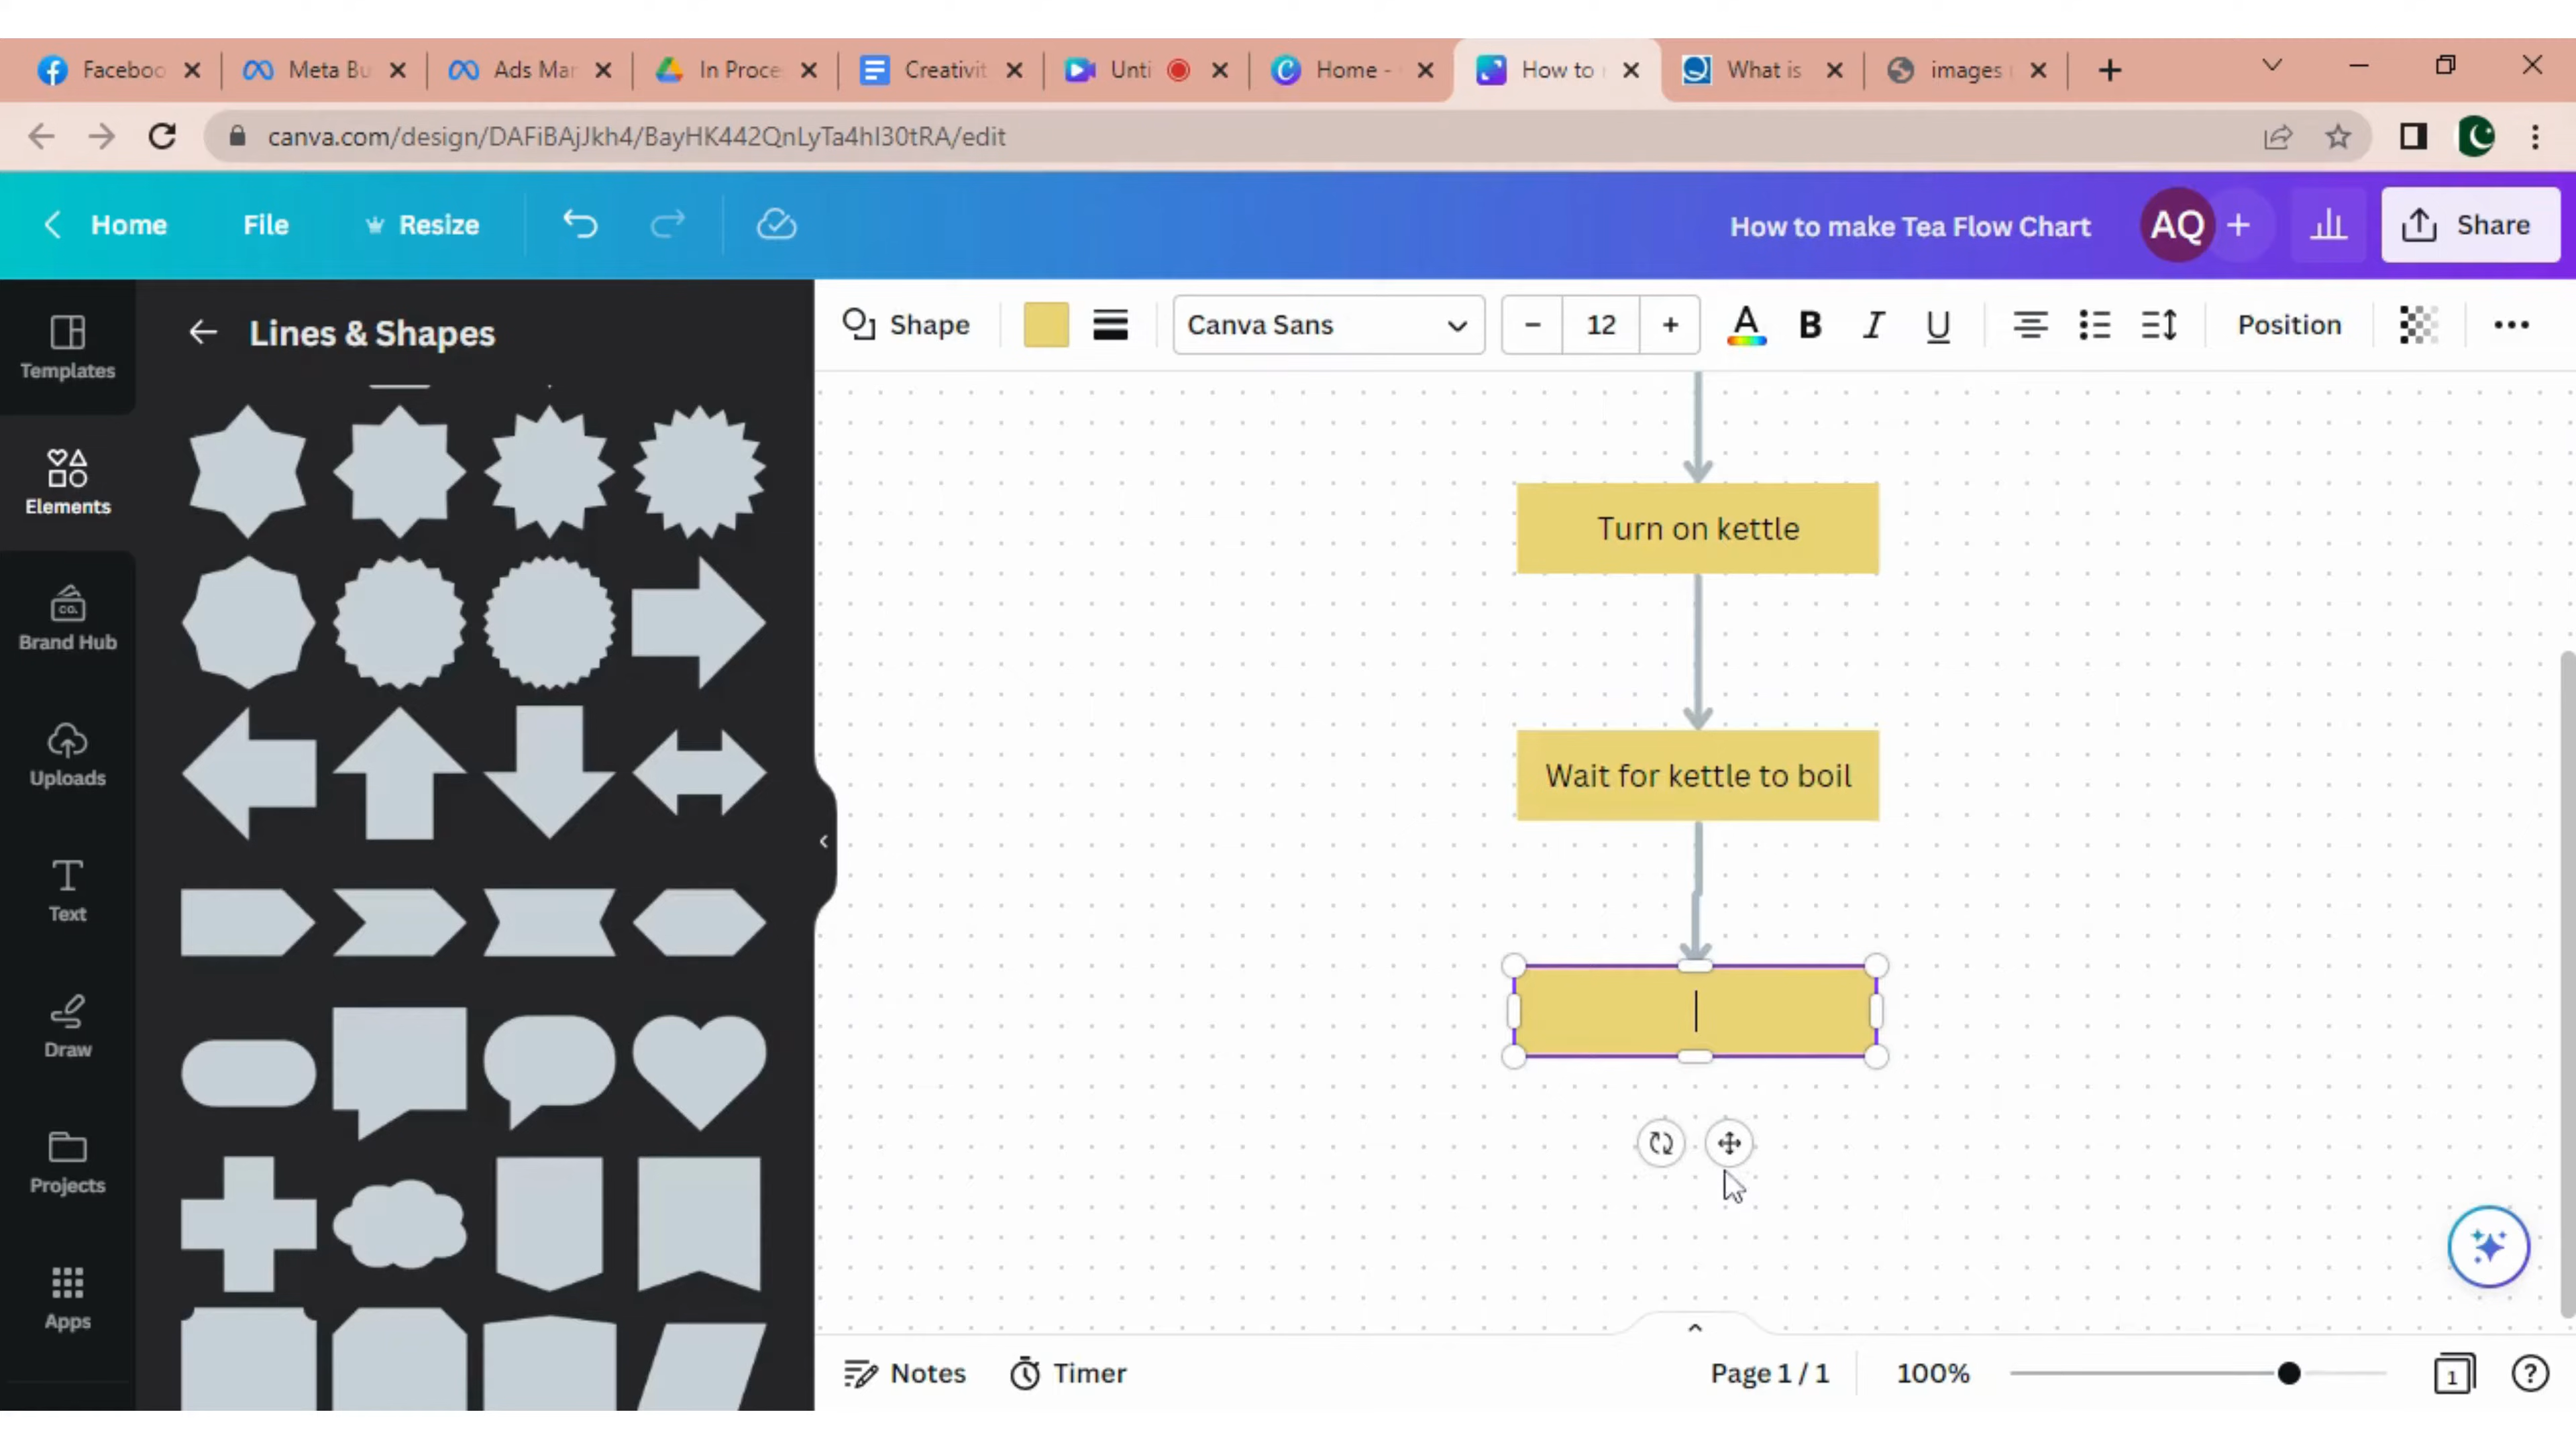 Faceboo
Meta Bu
Ads Mar
In Proce
Creativit
Unti
Home -
How to
What is
images
canva.com/design/DAFiBAjJkh4/BayHK442QnLyTa4hI30tRA/edit
Home
File
Resize
How to make Tea Flow Chart
AQ
Share
Templates
Elements
Brand Hub
CO.
Uploads
Text
Draw
Projects
Apps
Lines & Shapes
Shape
Canva Sans
12
A
B
I
U
Position
Turn on kettle
Wait for kettle to boil
Notes
Timer
Page 1 / 1
100%
1
?